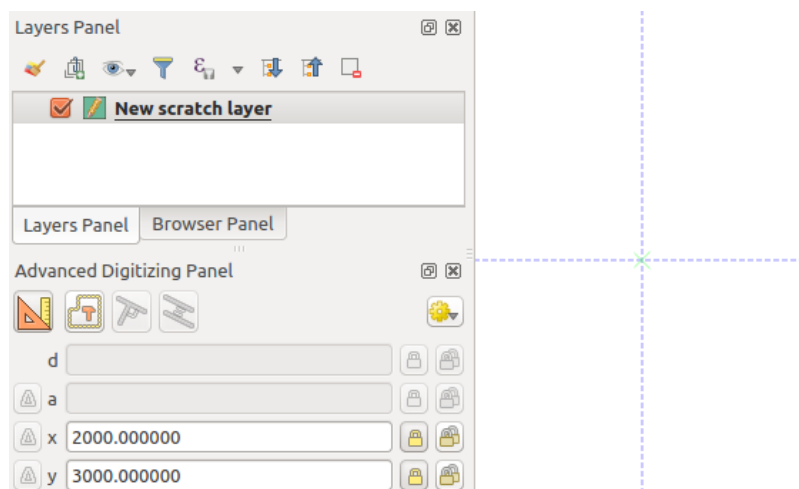 Layers Panel
New scratch layer
Layers Panel Browser Panel
Advanced Digitizing Panel
d
a
x 2000.000000
y 3000.000000